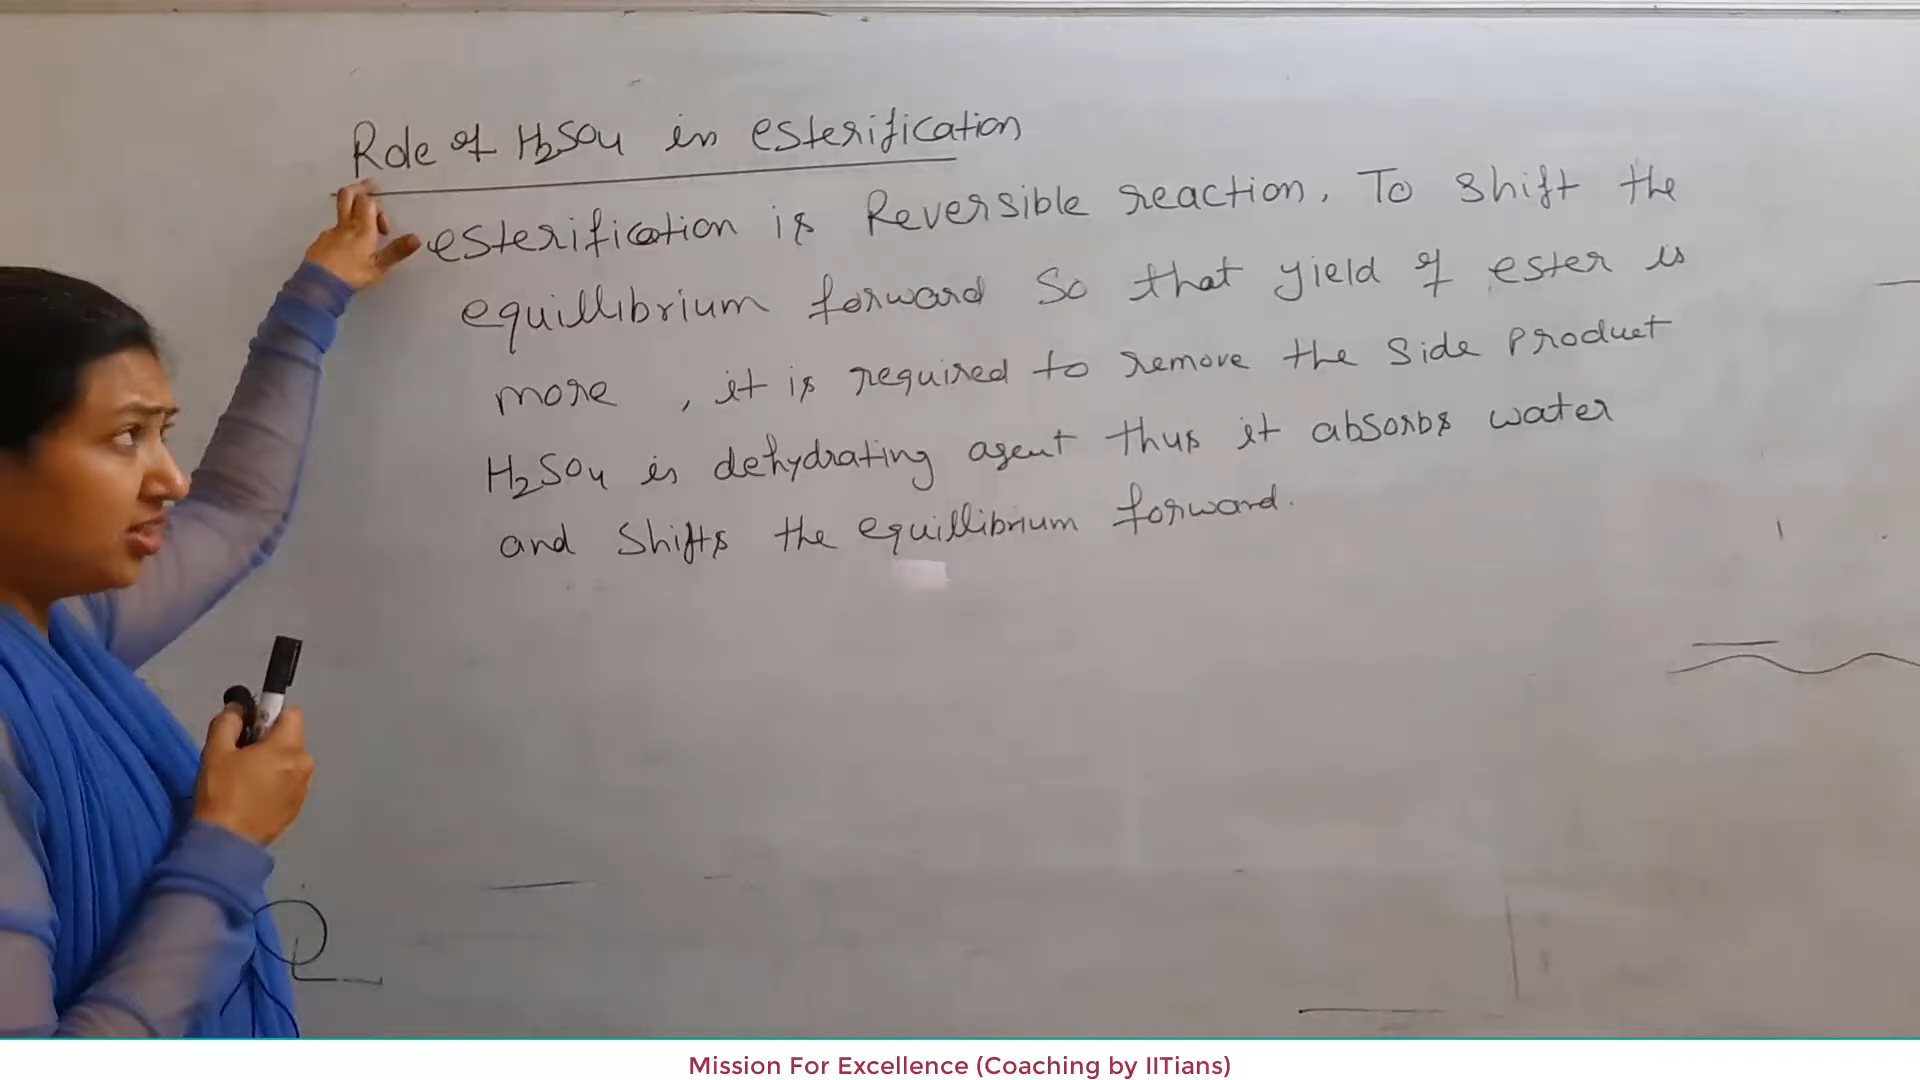 Role of H₂SO₄ in esterification
esterification is Reversible reaction. To shift the
equillibrium forward So that yield of ester is
more , it is required to remove the side product
H₂SO₄ is dehydrating agent thus it absorbs water
and shifts the equillibrium forward.
Mission For Excellence (Coaching by IITians)